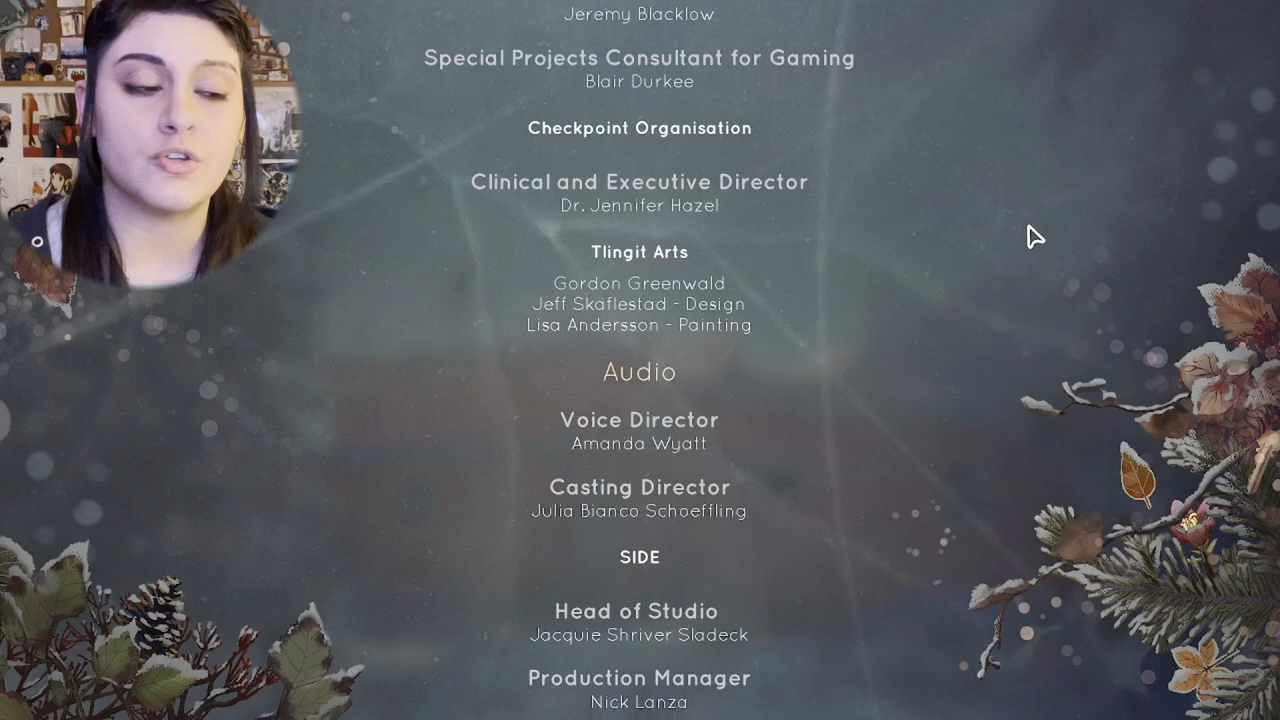 Jeremy Blacklow
Special Projects Consultant for Gaming
Blair Durkee
Checkpoint Organisation
Clinical and Executive Director
Dr. Jennifer Hazel
Tlingit Arts
Gordon Greenwald
Jeff Skaflestad - Design
Lisa Andersson - Painting
Audio
Voice Director
Amanda Wyatt
Casting Director
Julia Bianco Schoeffling
SIDE
Head of Studio
Jacquie Shriver Sladeck
Production Manager
Nick Lanza